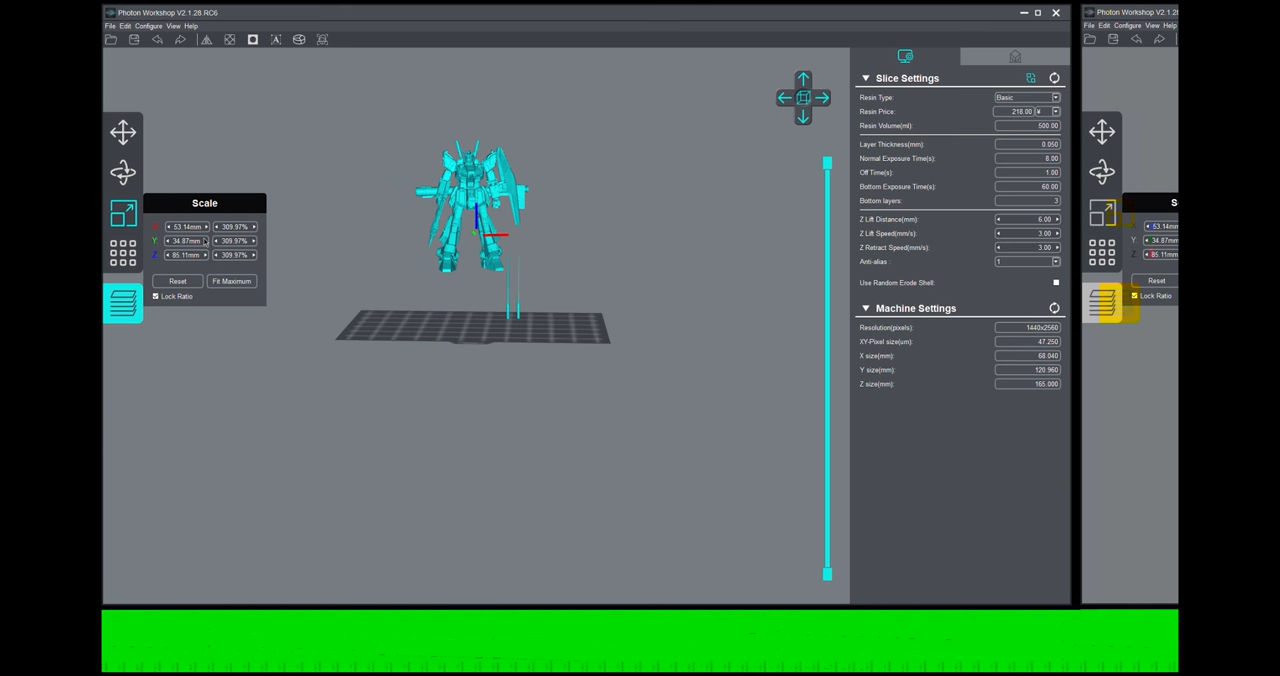 Photon Workshop V2.1.28.RC6
File Edit Configure View Help
Scale
X: 53.14mm 309.97%
Y: 34.87mm 309.97%
Z: 85.11mm 309.97%
Reset Fit Maximum
Lock Ratio
Slice Settings
Resin Type: Basic
Resin Price: 218.00 ¥
Resin Volume(ml): 500.00
Layer Thickness(mm): 0.050
Normal Exposure Time(s): 8.00
Off Time(s): 1.00
Bottom Exposure Time(s): 60.00
Bottom layers: 3
Z Lift Distance(mm): 6.00
Z Lift Speed(mm/s): 3.00
Z Retract Speed(mm/s): 3.00
Anti-alias : 1
Use Random Erode Shell:
Machine Settings
Resolution(pixels): 1440x2560
XY-Pixel size(um): 47.250
X size(mm): 68.040
Y size(mm): 120.960
Z size(mm): 165.000
Photon Workshop V2.1.28
File Edit Configure View Help
S
53.14mm
Y: 34.87mm
Z: 85.11mm
Reset
Lock Ratio